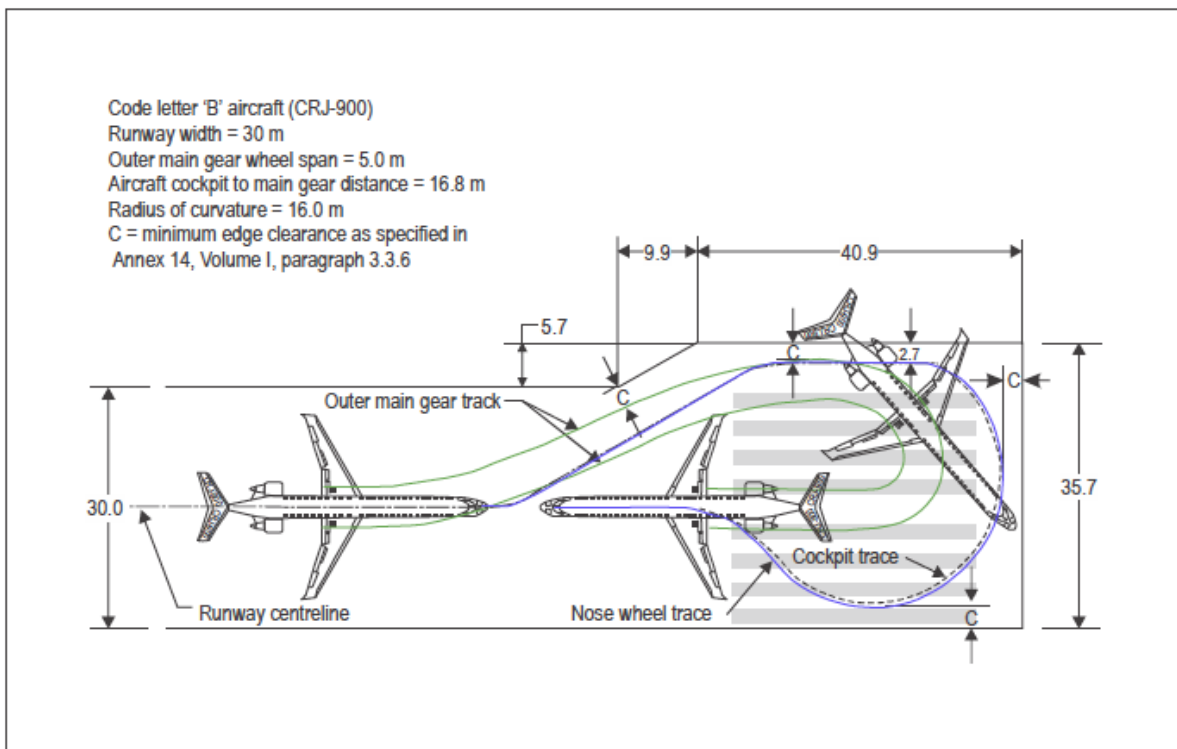 Code letter ‘B’ aircraft (CRJ-900)
Runway width = 30 m
Outer main gear wheel span = 5.0 m
Aircraft cockpit to main gear distance = 16.8 m
Radius of curvature = 16.0 m
C = minimum edge clearance as specified in
Annex 14, Volume I, paragraph 3.3.6
9.9
40.9
5.7
C
2.7
C
C
Outer main gear track
30.0
35.7
Cockpit trace
Runway centreline
Nose wheel trace
C